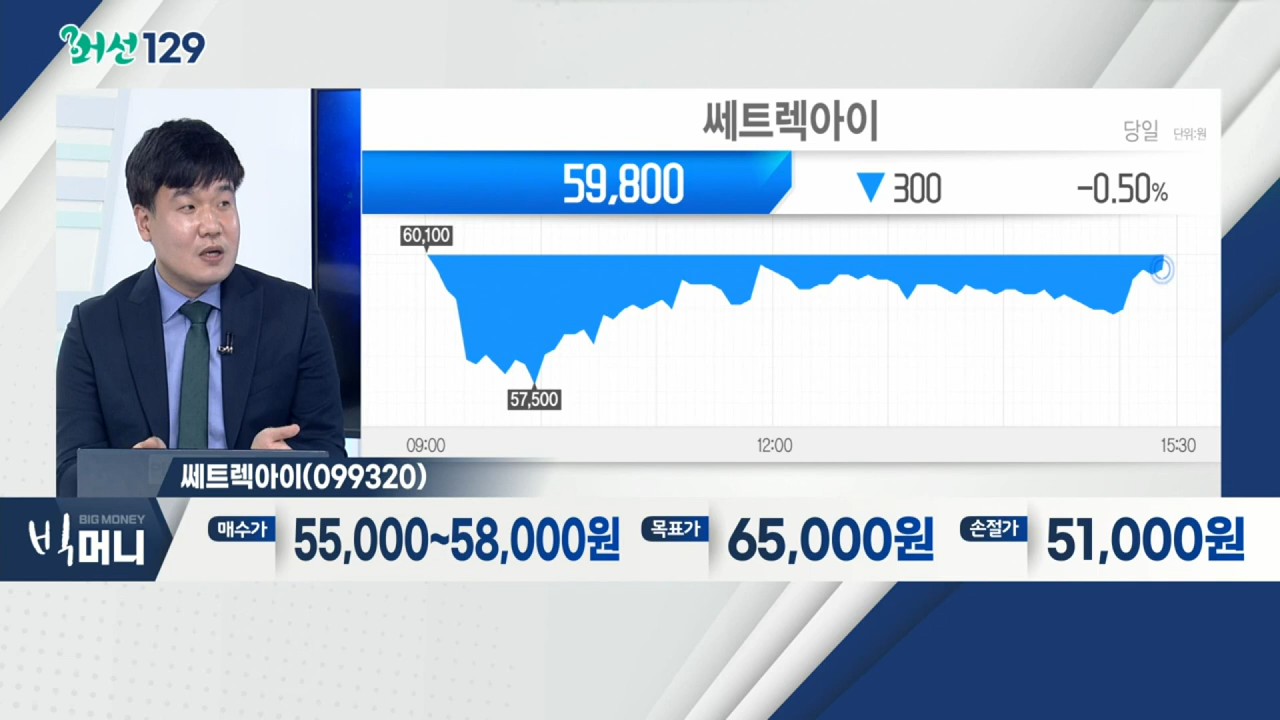 머선129
쎄트렉아이
당일 단위:원
59,800 ▼300 -0.50%
60,100
57,500
09:00 12:00 15:30
쎄트렉아이(099320)
BIG MONEY
빅머니
매수가 55,000~58,000원 목표가 65,000원 손절가 51,000원